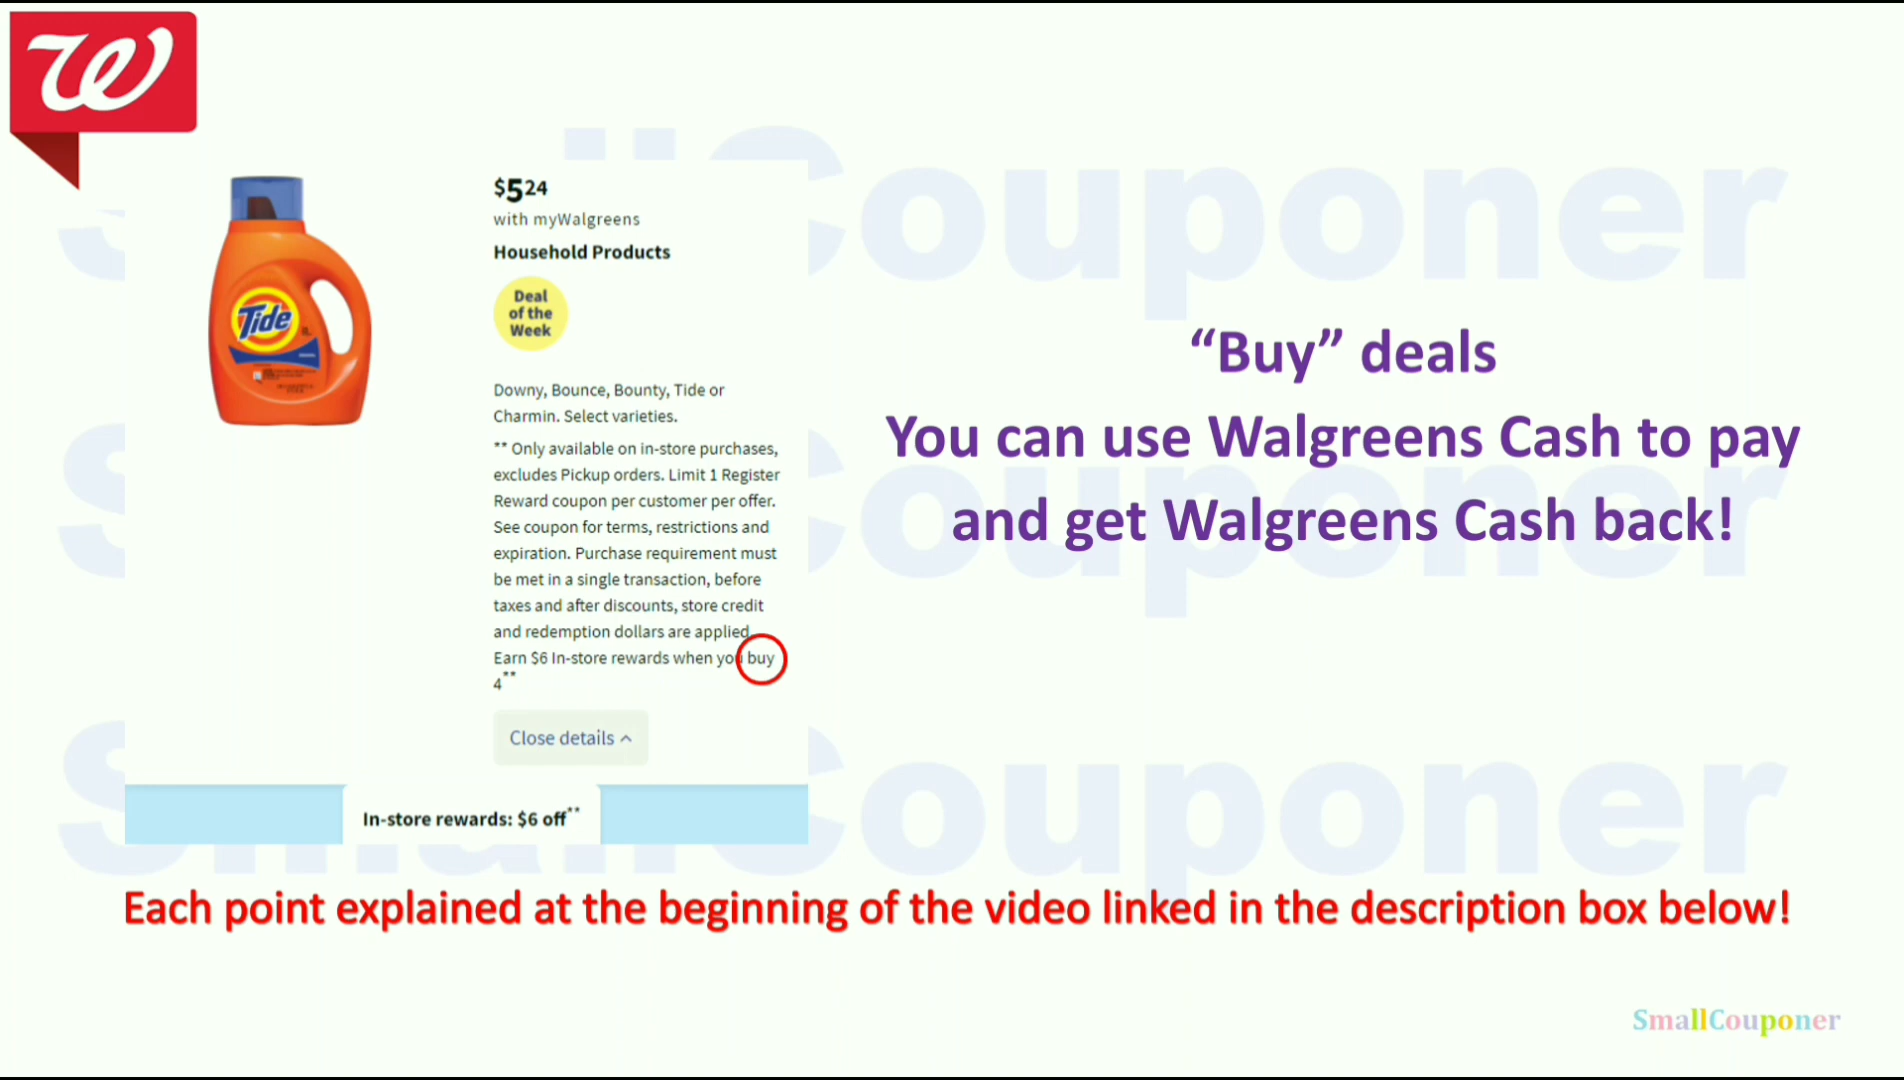 W
$5 24
with myWalgreens
Household Products
Deal
of the
Week
Tide
Downy, Bounce, Bounty, Tide or
Charmin. Select varieties.
** Only available on in-store purchases,
excludes Pickup orders. Limit 1 Register
Reward coupon per customer per offer.
See coupon for terms, restrictions and
expiration. Purchase requirement must
be met in a single transaction, before
taxes and after discounts, store credit
and redemption dollars are applied.
Earn $6 In-store rewards when you buy
4**
Close details
In-store rewards: $6 off**
“Buy” deals
You can use Walgreens Cash to pay
and get Walgreens Cash back!
Each point explained at the beginning of the video linked in the description box below!
SmallCouponer